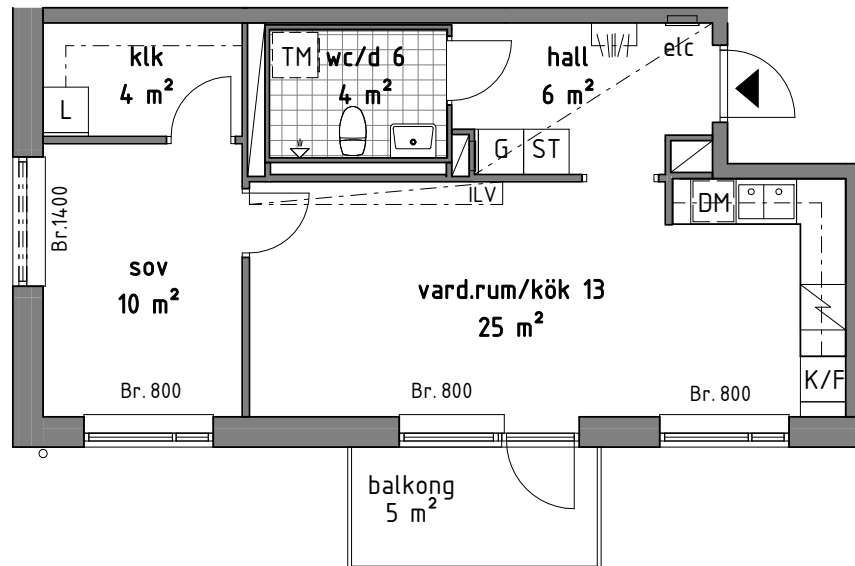 klk
4 m²
L
TM
wc/d 6
4 m²
hall
6 m²
elc
G
ST
ILV
DM
Br.1400
sov
10 m²
vard.rum/kök 13
25 m²
K/F
Br. 800
Br. 800
Br. 800
balkong
5 m²